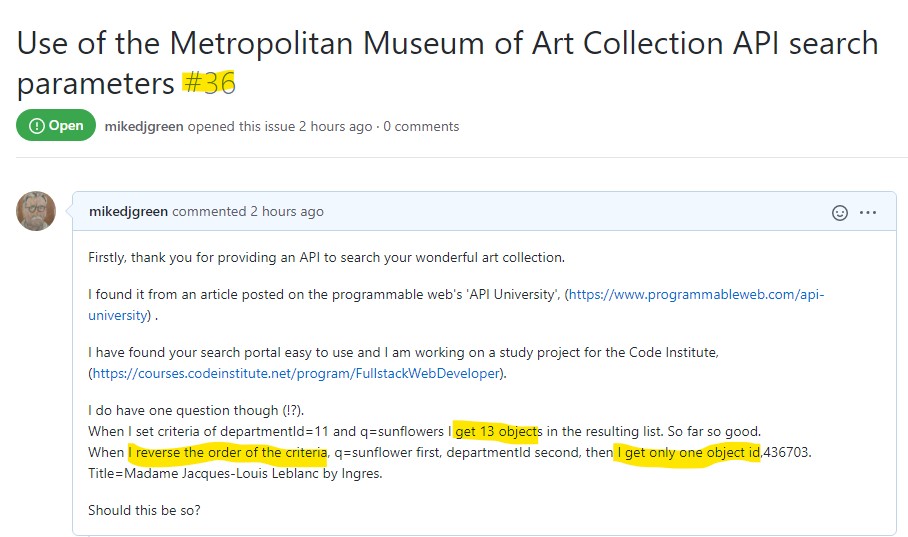 Use of the Metropolitan Museum of Art Collection API search
parameters #36
Open mikedjgreen opened this issue 2 hours ago · 0 comments
mikedjgreen commented 2 hours ago
Firstly, thank you for providing an API to search your wonderful art collection.
I found it from an article posted on the programmable web's 'API University', (https://www.programmableweb.com/api-
university) .
I have found your search portal easy to use and I am working on a study project for the Code Institute,
(https://courses.codeinstitute.net/program/FullstackWebDeveloper).
I do have one question though (!?).
When I set criteria of departmentId=11 and q=sunflowers I get 13 objects in the resulting list. So far so good.
When I reverse the order of the criteria, q=sunflower first, departmentId second, then I get only one object id,436703.
Title=Madame Jacques-Louis Leblanc by Ingres.
Should this be so?